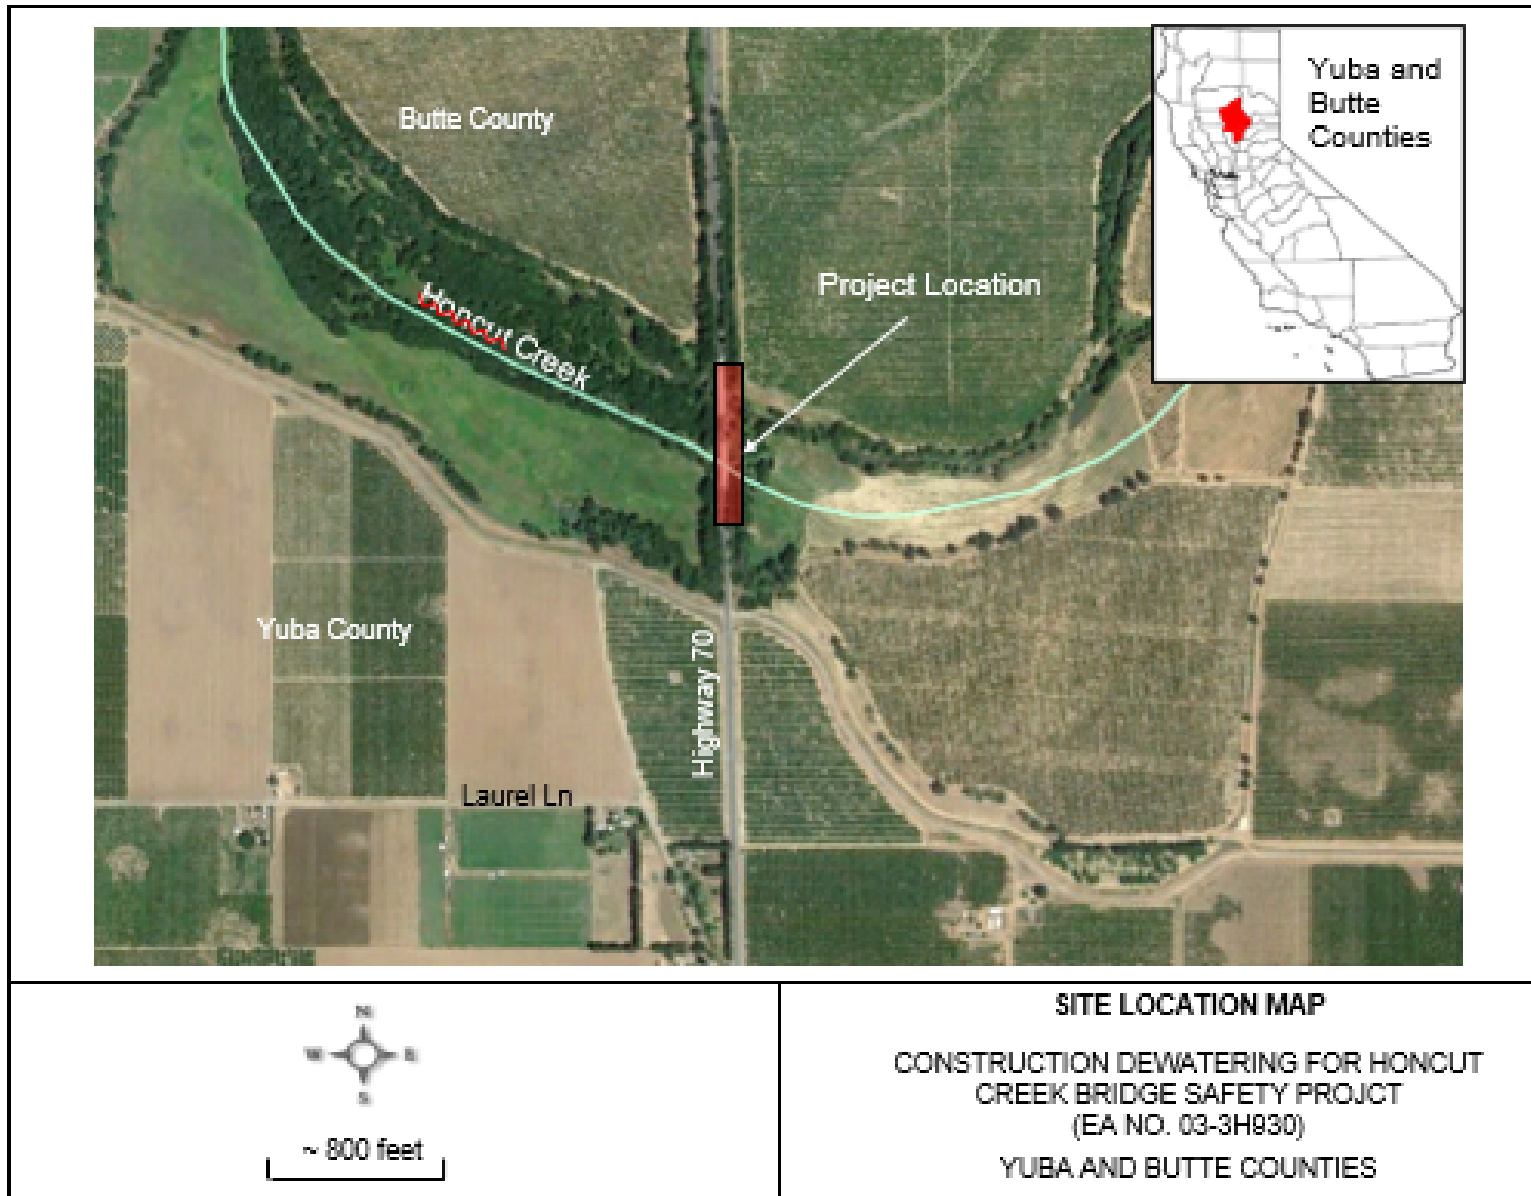 Butte County
Yuba and
Butte
Counties
Project Location
Honcut Creek
Yuba County
Highway 70
Laurel Ln
N
W E
S
~ 800 feet
SITE LOCATION MAP
CONSTRUCTION DEWATERING FOR HONCUT
CREEK BRIDGE SAFETY PROJCT
(EA NO. 03-3H930)
YUBA AND BUTTE COUNTIES